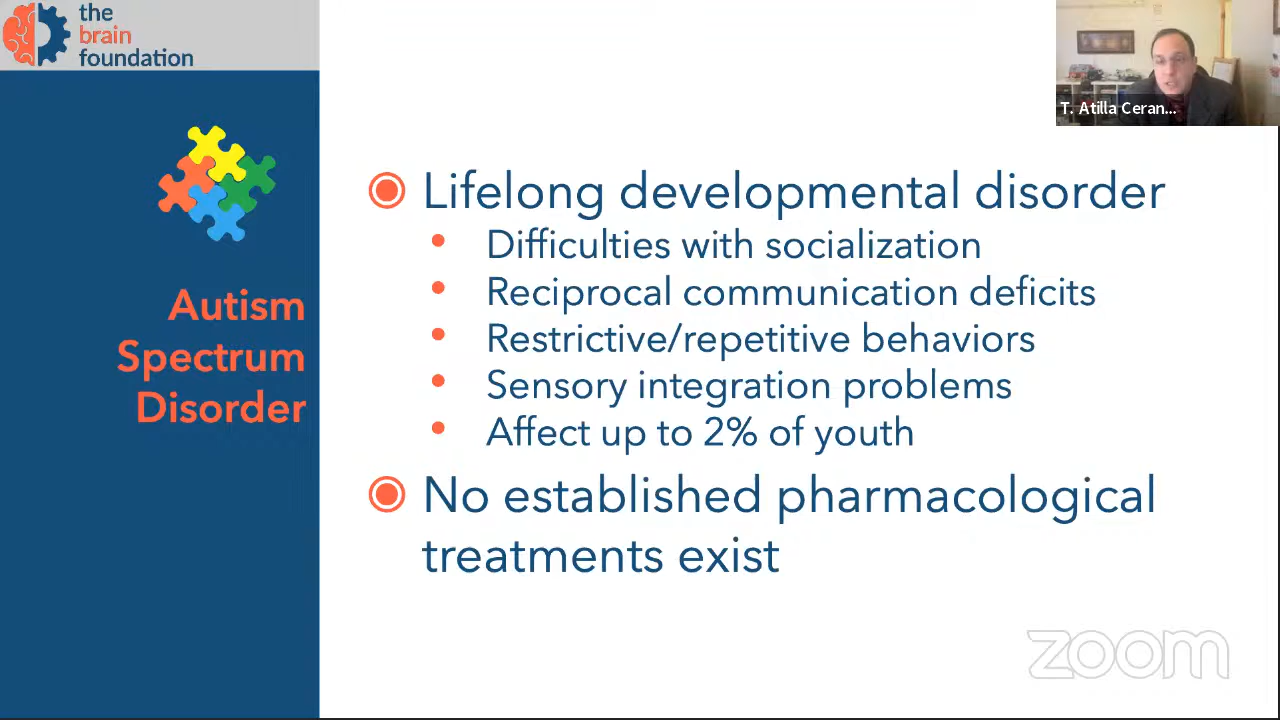 the
brain
foundation
T. Atilla Ceran...
Autism
Spectrum
Disorder
Lifelong developmental disorder
• Difficulties with socialization
• Reciprocal communication deficits
• Restrictive/repetitive behaviors
• Sensory integration problems
• Affect up to 2% of youth
No established pharmacological
treatments exist
zoom